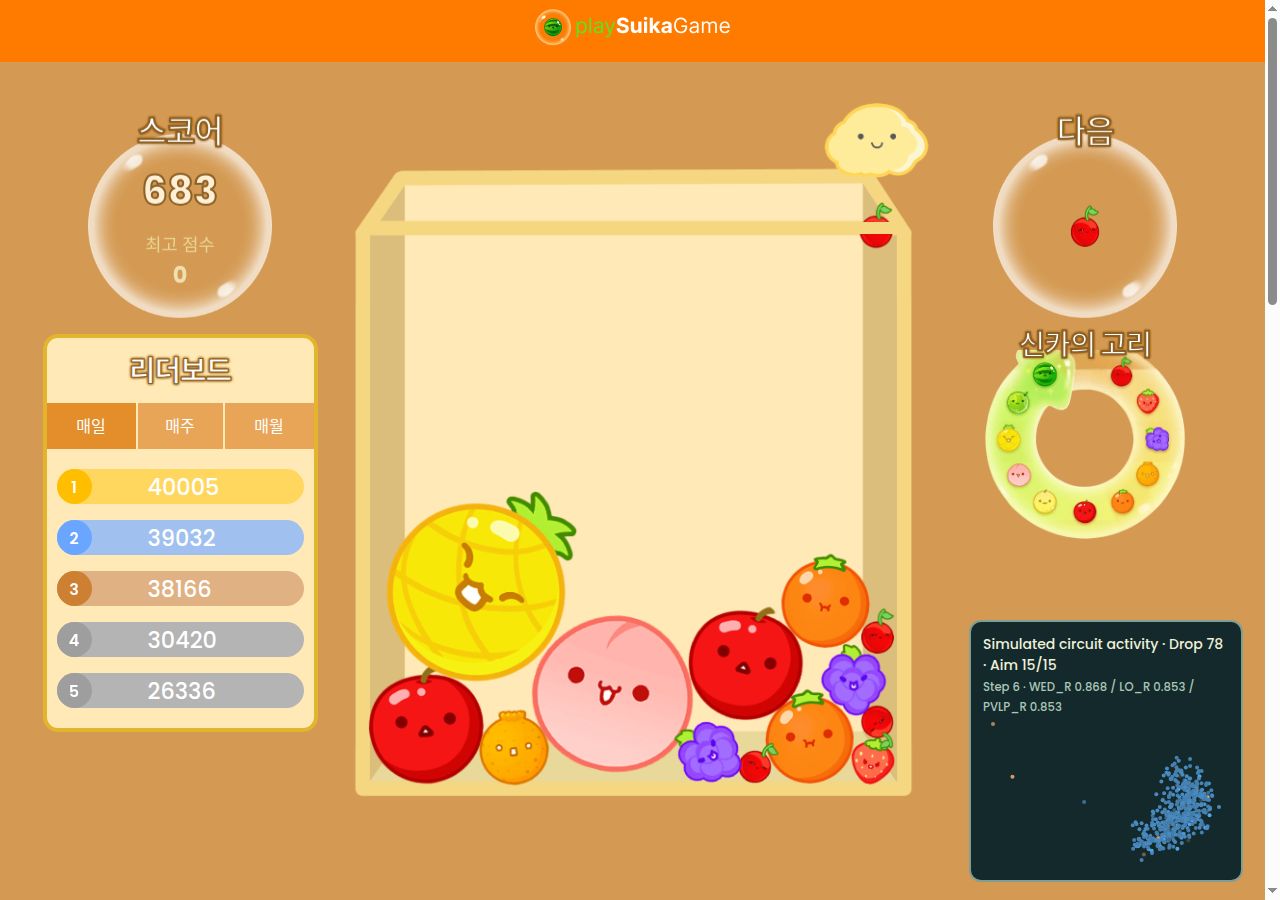 playSuikaGame
스코어
683
최고 점수
0
리더보드
매일
매주
매월
1 40005
2 39032
3 38166
4 30420
5 26336
다음
신카의 고리
Simulated circuit activity · Drop 78
· Aim 15/15
Step 6 · WED_R 0.868 / LO_R 0.853 /
PVLP_R 0.853